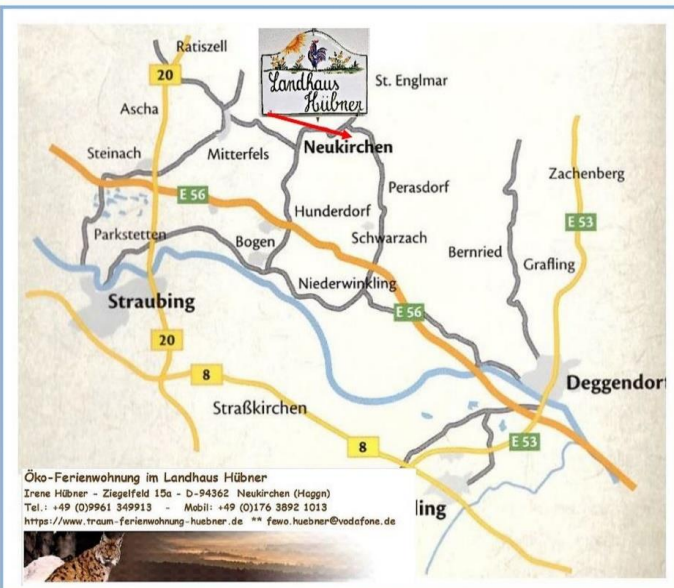 Ratiszell
20
Landhaus
Hübner
St. Englmar
Ascha
Steinach
Mitterfels
Neukirchen
Zachenberg
E 56
Perasdorf
Hunderdorf
E 53
Parkstetten
Bogen
Schwarzach
Bernried
Grafling
Niederwinkling
Straubing
E 56
20
8
Deggendorf
Straßkirchen
8
E 53
ling
Öko-Ferienwohnung im Landhaus Hübner
Irene Hübner - Ziegelfeld 15a - D-94362 Neukirchen (Haggn)
Tel.: +49 (0)9961 349913 - Mobil: +49 (0)176 3892 1013
https://www.traum-ferienwohnung-huebner.de ** fewo.huebner@vodafone.de